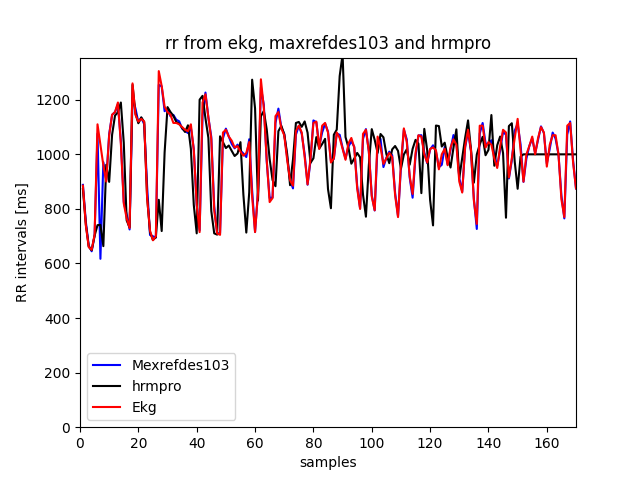 rr from ekg, maxrefdes103 and hrmpro
RR intervals [ms]
1200
1000
800
600
400
200
0
Mexrefdes103
hrmpro
Ekg
0 20 40 60 80 100 120 140 160
samples